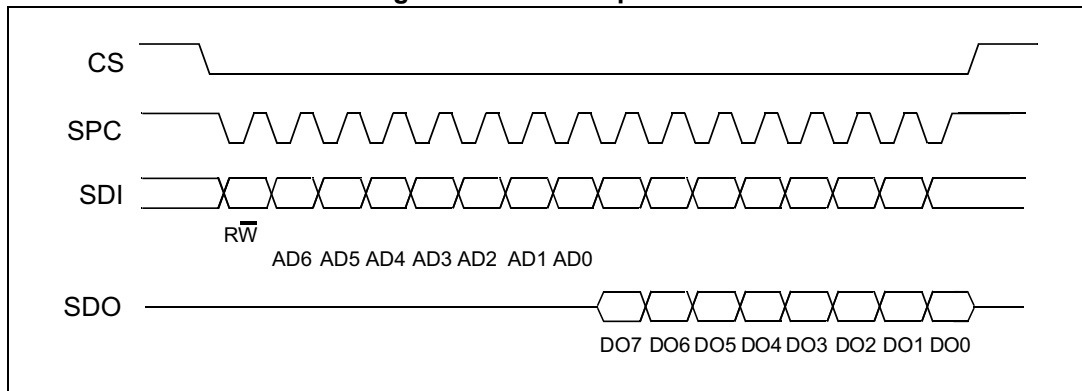 CS
SPC
SDI
RW
AD6 AD5 AD4 AD3 AD2 AD1 AD0
SDO
DO7 DO6 DO5 DO4 DO3 DO2 DO1 DO0